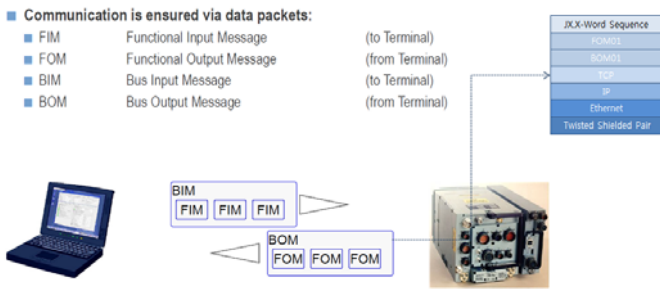 Communication is ensured via data packets:
FIM Functional Input Message (to Terminal)
FOM Functional Output Message (from Terminal)
BIM Bus Input Message (to Terminal)
BOM Bus Output Message (from Terminal)
JX.X-Word Sequence
FOM01
BOM01
TCP
IP
Ethernet
Twisted Shielded Pair
BIM
FIM FIM FIM
BOM
FOM FOM FOM